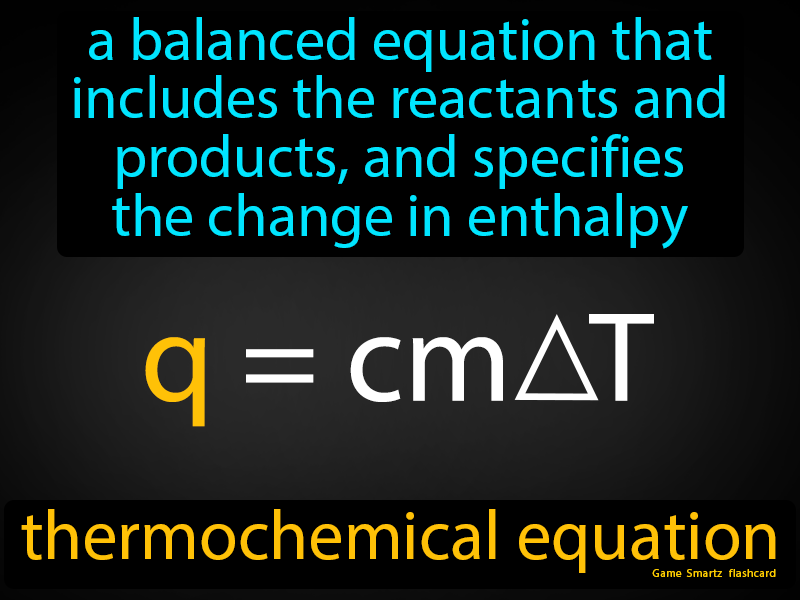 a balanced equation that
includes the reactants and
products, and specifies
the change in enthalpy
q = cm△T
thermochemical equation
Game Smartz flashcard